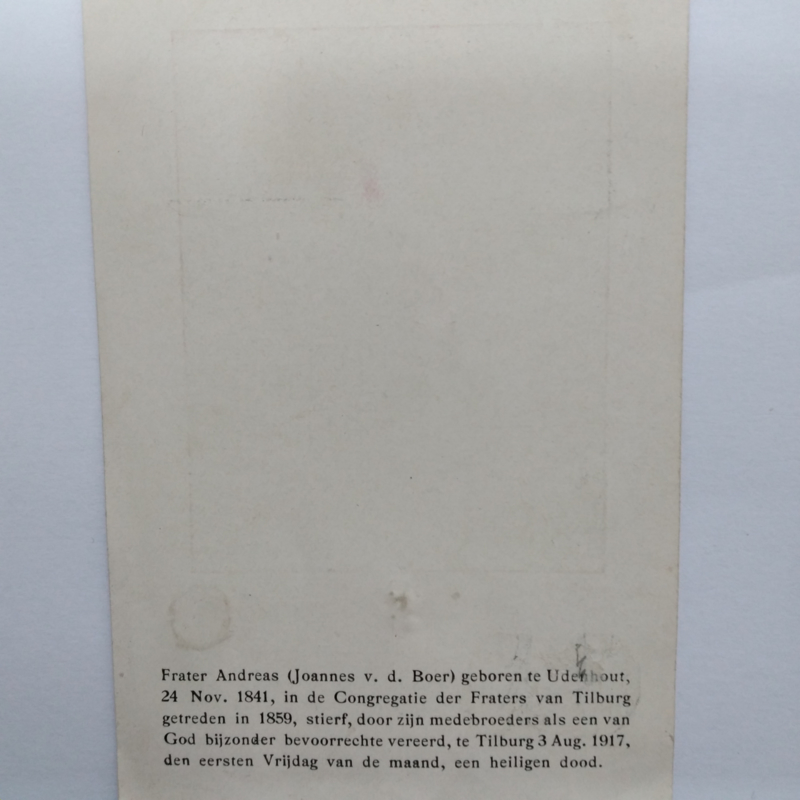 Frater Andreas (Joannes v. d. Boer) geboren te Udenhout,
24 Nov. 1841, in de Congregatie der Fraters van Tilburg
getreden in 1859, stierf, door zijn medebroeders als een van
God bijzonder bevoorrechte vereerd, te Tilburg 3 Aug. 1917,
den eersten Vrijdag van de maand, een heiligen dood.